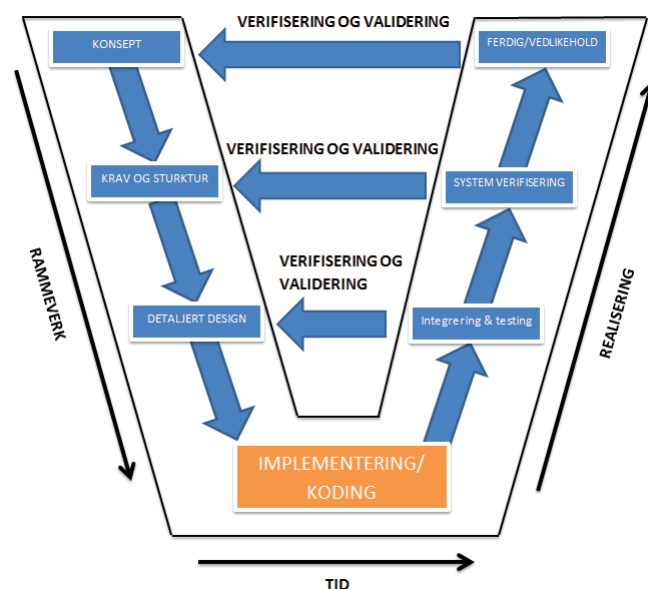 VERIFISERING OG VALIDERING
KONSEPT
FERDIG/VEDLIKEHOLD
VERIFISERING OG VALIDERING
KRAV OG STURKTUR
SYSTEM VERIFISERING
RAMMEVERK
VERIFISERING OG
VALIDERING
REALISERING
DETALJERT DESIGN
Integrering & testing
IMPLEMENTERING/
KODING
TID